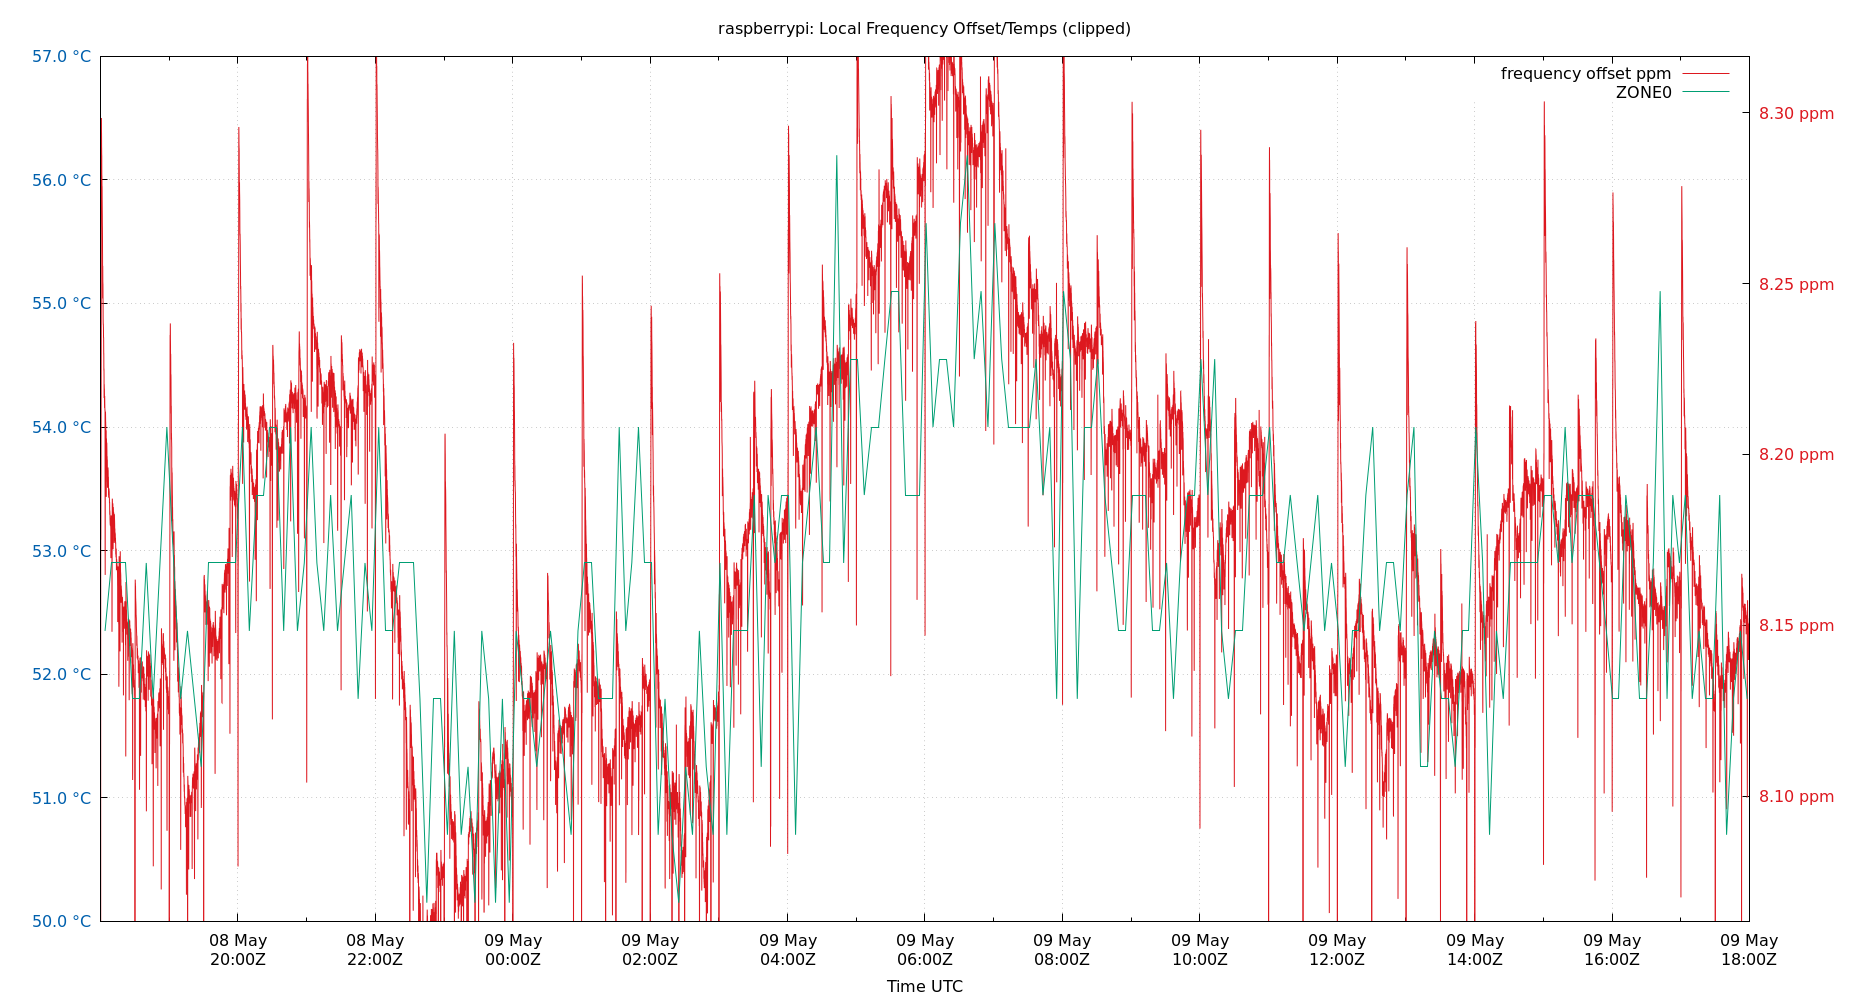 raspberrypi: Local Frequency Offset/Temps (clipped)
frequency offset ppm
ZONE0
57.0 °C
56.0 °C
55.0 °C
54.0 °C
53.0 °C
52.0 °C
51.0 °C
50.0 °C
8.30 ppm
8.25 ppm
8.20 ppm
8.15 ppm
8.10 ppm
08 May
20:00Z
08 May
22:00Z
09 May
00:00Z
09 May
02:00Z
09 May
04:00Z
09 May
06:00Z
09 May
08:00Z
09 May
10:00Z
09 May
12:00Z
09 May
14:00Z
09 May
16:00Z
09 May
18:00Z
Time UTC